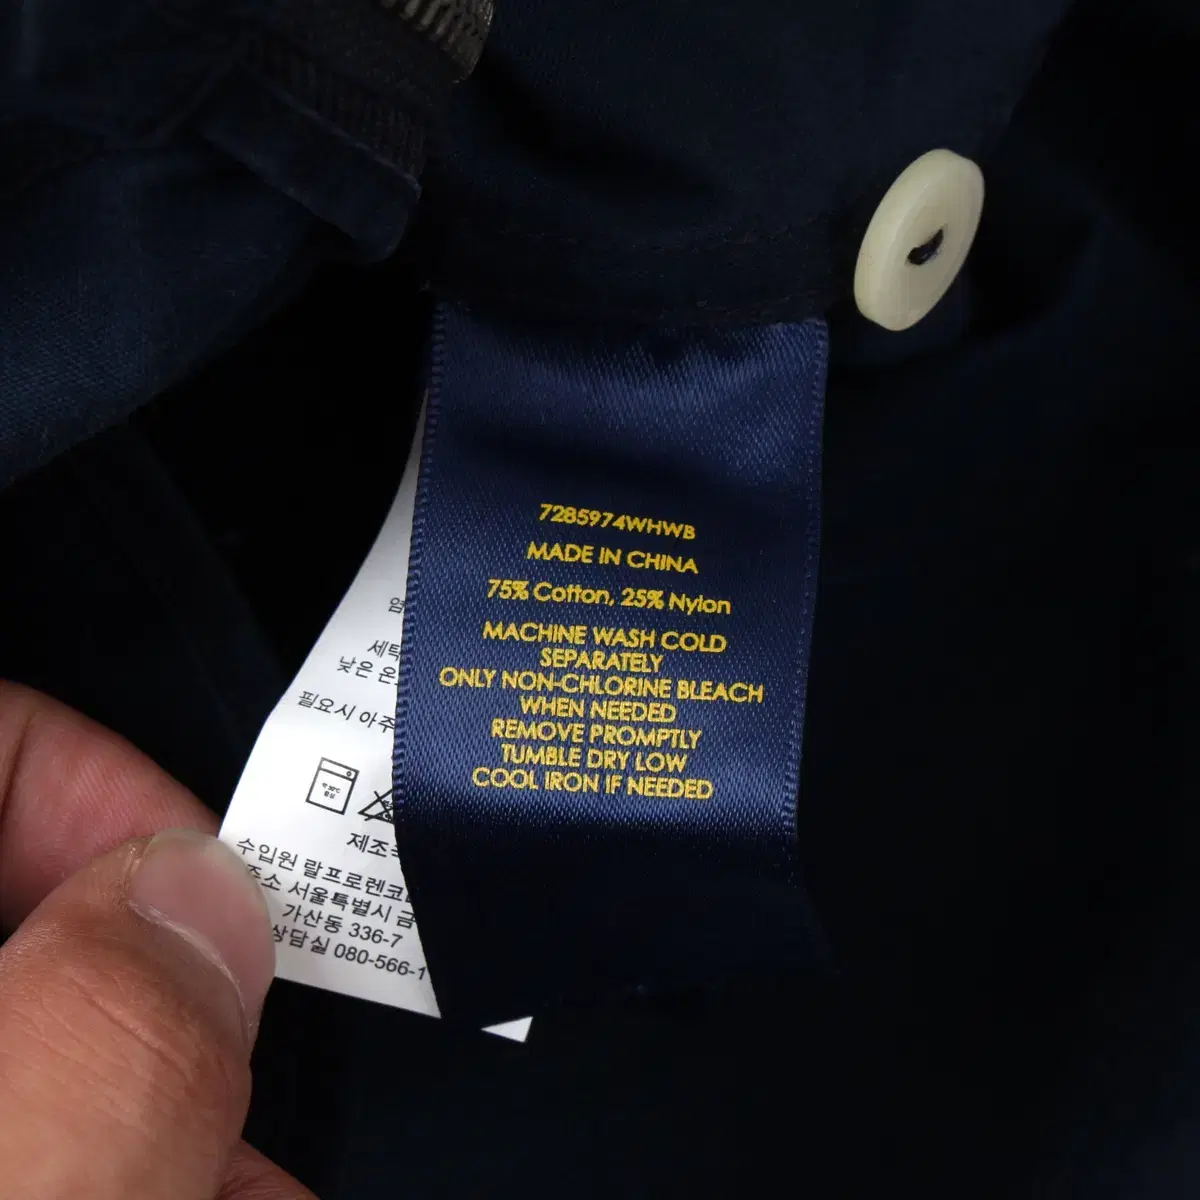 7285974WHWB
MADE IN CHINA
75% Cotton, 25% Nylon
MACHINE WASH COLD
SEPARATELY
ONLY NON-CHLORINE BLEACH
WHEN NEEDED
REMOVE PROMPTLY
TUMBLE DRY LOW
COOL IRON IF NEEDED
세탁
낮은 온
필요시 아주
제조
수입원 랄프로렌코
주소 서울특별시 금
가산동 336-7
상담실 080-566-1